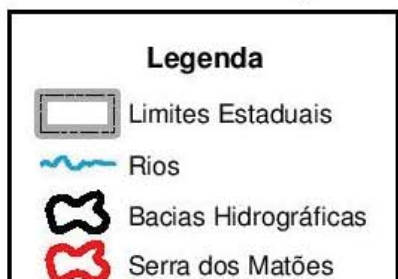 Legenda
Limites Estaduais
Rios
Bacias Hidrográficas
Serra dos Matões